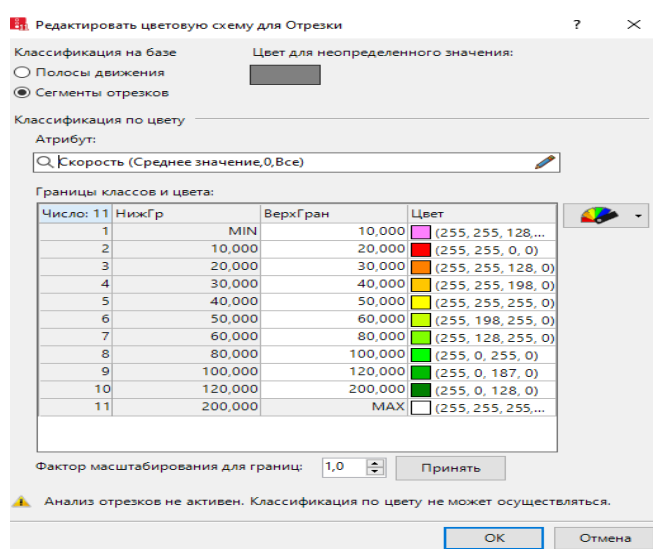 Редактировать цветовую схему для Отрезки ? ×
Классификация на базе Цвет для неопределенного значения:
Полосы движения
Сегменты отрезков
Классификация по цвету
Атрибут:
Скорость (Среднее значение,0,Все)
Границы классов и цвета:
Число: 11 НижГр ВерхГран Цвет
1 MIN 10,000 (255, 255, 128,...
2 10,000 20,000 (255, 255, 0, 0)
3 20,000 30,000 (255, 255, 128, 0)
4 30,000 40,000 (255, 255, 198, 0)
5 40,000 50,000 (255, 255, 255, 0)
6 50,000 60,000 (255, 198, 255, 0)
7 60,000 80,000 (255, 128, 255, 0)
8 80,000 100,000 (255, 0, 255, 0)
9 100,000 120,000 (255, 0, 187, 0)
10 120,000 200,000 (255, 0, 128, 0)
11 200,000 MAX (255, 255, 255,...
Фактор масштабирования для границ: 1,0 Принять
Анализ отрезков не активен. Классификация по цвету не может осуществляться.
OK Отмена